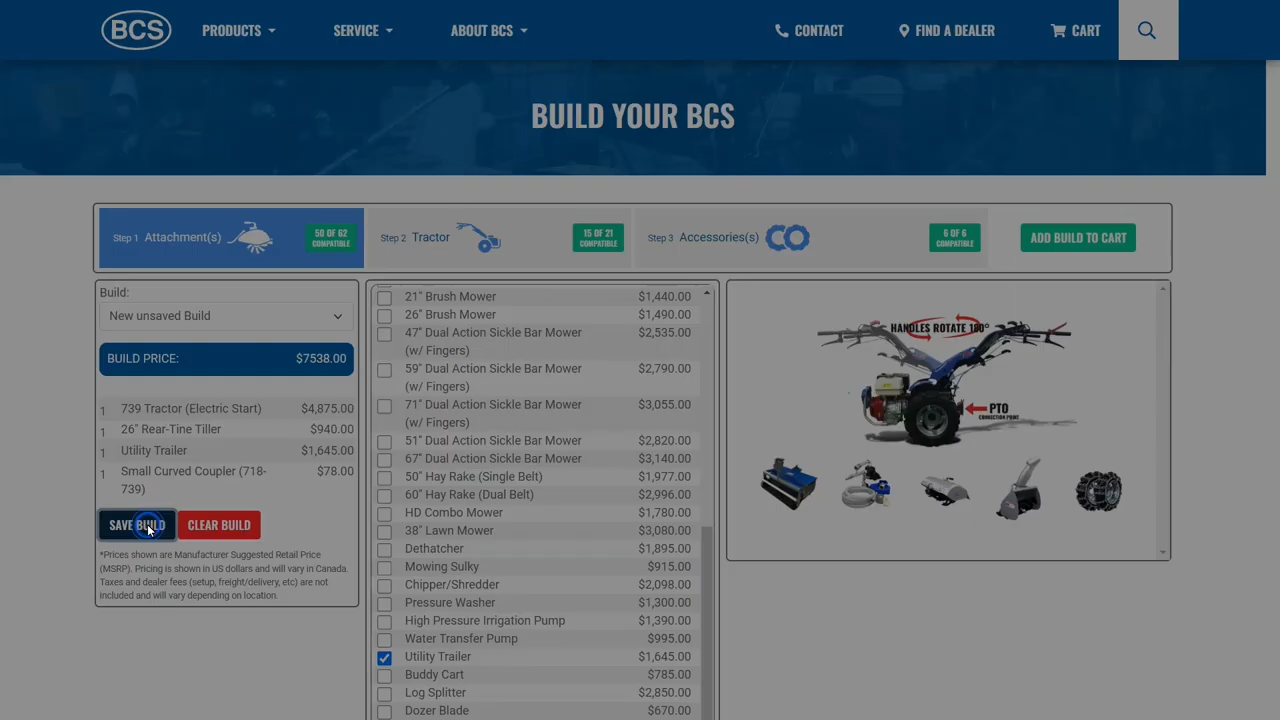 BCS
PRODUCTS
SERVICE
ABOUT BCS
CONTACT
FIND A DEALER
CART
BUILD YOUR BCS
Step 1 Attachment(s)
50 OF 62
COMPATIBLE
Step 2 Tractor
15 OF 21
COMPATIBLE
Step 3 Accessories(s)
6 OF 6
COMPATIBLE
ADD BUILD TO CART
Build:
New unsaved Build
BUILD PRICE: $7538.00
1 739 Tractor (Electric Start) $4,875.00
1 26" Rear-Tine Tiller $940.00
1 Utility Trailer $1,645.00
1 Small Curved Coupler (718-
739) $78.00
SAVE BUILD
CLEAR BUILD
*Prices shown are Manufacturer Suggested Retail Price
(MSRP). Pricing is shown in US dollars and will vary in Canada.
Taxes and dealer fees (setup, freight/delivery, etc) are not
included and will vary depending on location.
21" Brush Mower $1,440.00
26" Brush Mower $1,490.00
47" Dual Action Sickle Bar Mower $2,535.00
(w/ Fingers)
59" Dual Action Sickle Bar Mower $2,790.00
(w/ Fingers)
71" Dual Action Sickle Bar Mower $3,055.00
(w/ Fingers)
51" Dual Action Sickle Bar Mower $2,820.00
67" Dual Action Sickle Bar Mower $3,140.00
50" Hay Rake (Single Belt) $1,977.00
60" Hay Rake (Dual Belt) $2,996.00
HD Combo Mower $1,780.00
38" Lawn Mower $3,080.00
Dethatcher $1,895.00
Mowing Sulky $915.00
Chipper/Shredder $2,098.00
Pressure Washer $1,300.00
High Pressure Irrigation Pump $1,390.00
Water Transfer Pump $995.00
Utility Trailer $1,645.00
Buddy Cart $785.00
Log Splitter $2,850.00
Dozer Blade $670.00
HANDLES ROTATE 180°
PTO
CONNECTION POINT